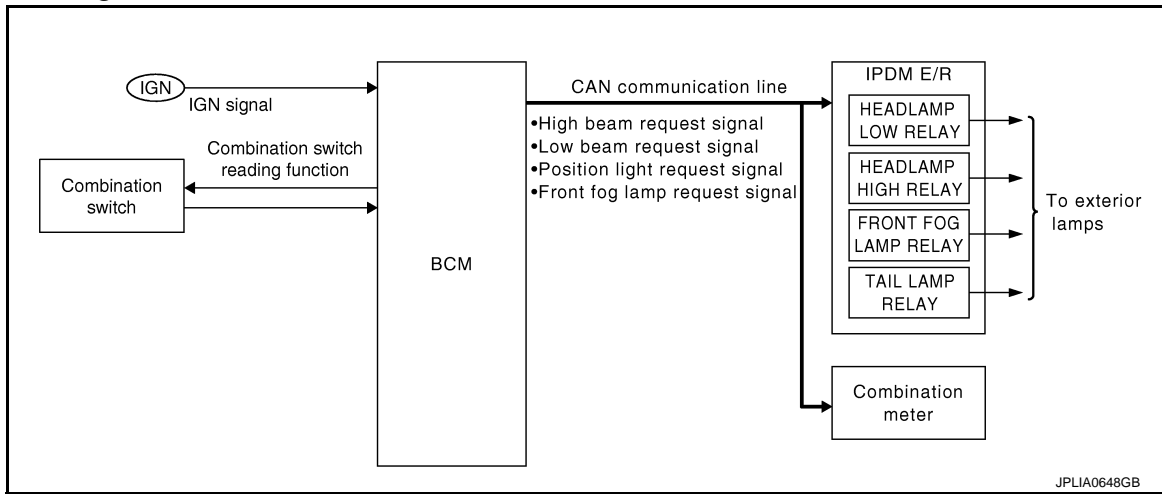 IGN
IGN signal
Combination switch
reading function
Combination
switch
BCM
CAN communication line
•High beam request signal
•Low beam request signal
•Position light request signal
•Front fog lamp request signal
IPDM E/R
HEADLAMP
LOW RELAY
HEADLAMP
HIGH RELAY
FRONT FOG
LAMP RELAY
TAIL LAMP
RELAY
To exterior
lamps
Combination
meter
JPLIA0648GB